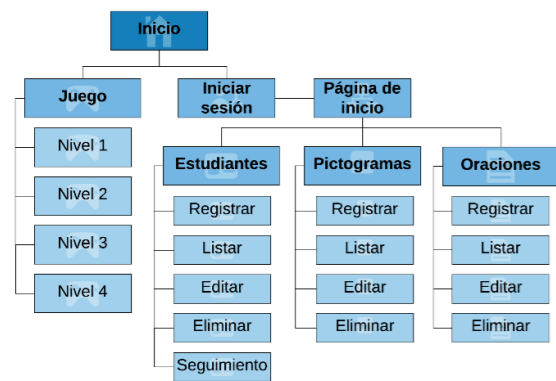 Inicio
Juego
Iniciar
sesión
Página de
inicio
Nivel 1
Nivel 2
Nivel 3
Nivel 4
Estudiantes
Registrar
Listar
Editar
Eliminar
Seguimiento
Pictogramas
Registrar
Listar
Editar
Eliminar
Oraciones
Registrar
Listar
Editar
Eliminar